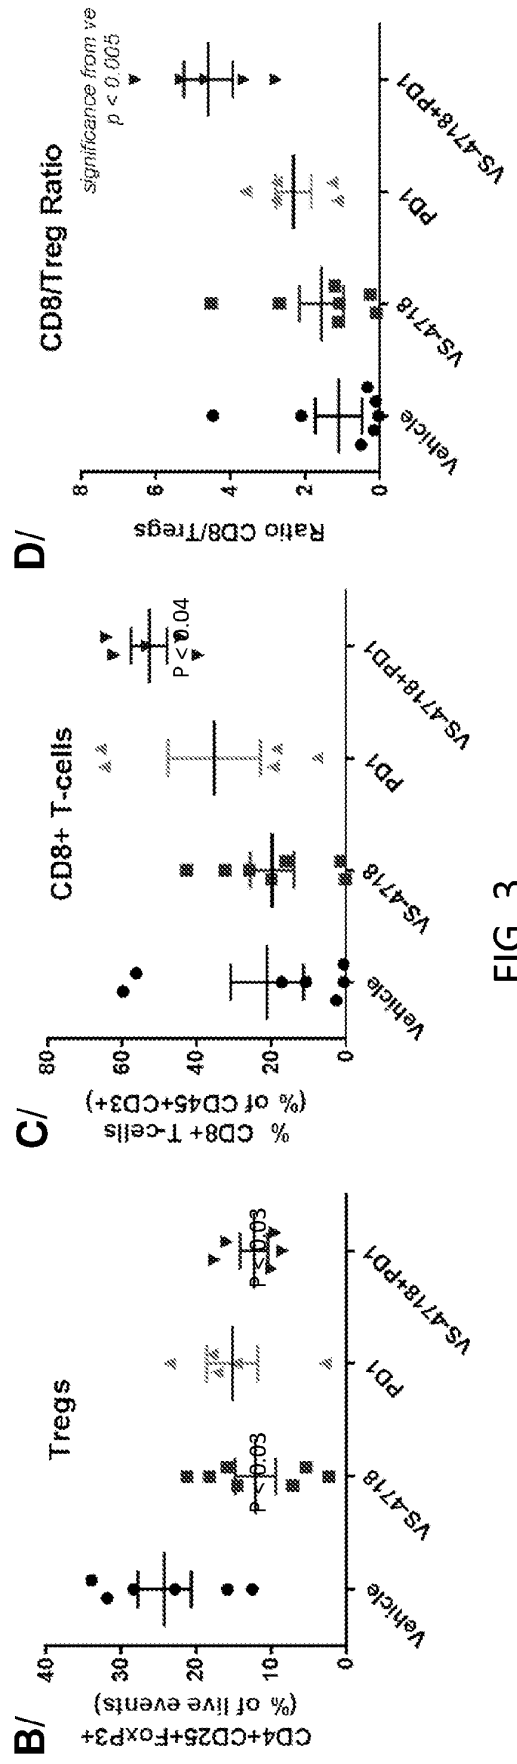 B/
Tregs
CD4+CD25+FoxP3+
(% of live events)
40
30
20
10
0
P < 0.03
P < 0.03
Vehicle
VS-4718
PD1
VS-4718+PD1
C/
CD8+ T-cells
% CD8+ T-cells
(% of CD45+CD3+)
80
60
40
20
0
P < 0.04
Vehicle
VS-4718
PD1
VS-4718+PD1
D/
CD8/Treg Ratio
significance from ve
p < 0.005
Ratio CD8/Tregs
8
6
4
2
0
Vehicle
VS-4718
PD1
VS-4718+PD1
FIG. 3